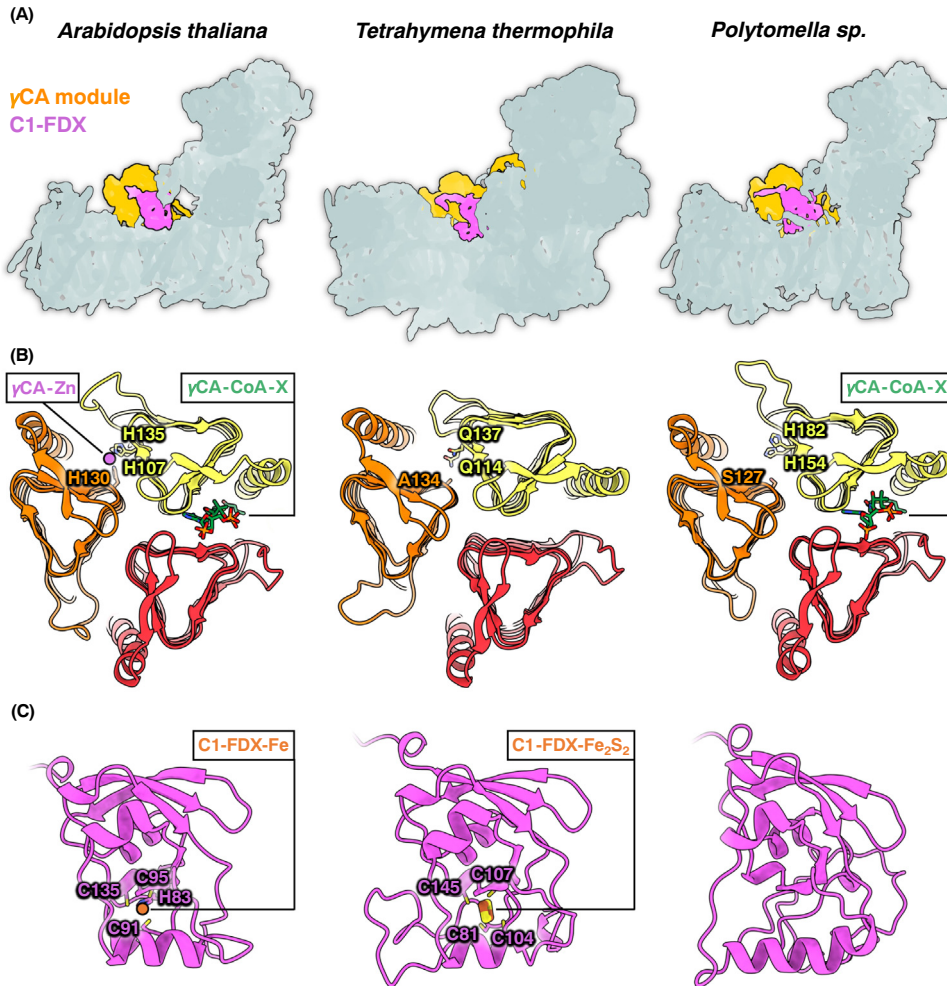 (A)
Arabidopsis thaliana
Tetrahymena thermophila
Polytomella sp.
γCA module
C1-FDX
(B)
γCA-Zn
γCA-CoA-X
γCA-CoA-X
H135
H107
H130
Q137
Q114
A134
H182
H154
S127
(C)
C1-FDX-Fe
C1-FDX-Fe₂S₂
C95
C135
H83
C91
C107
C145
C81
C104